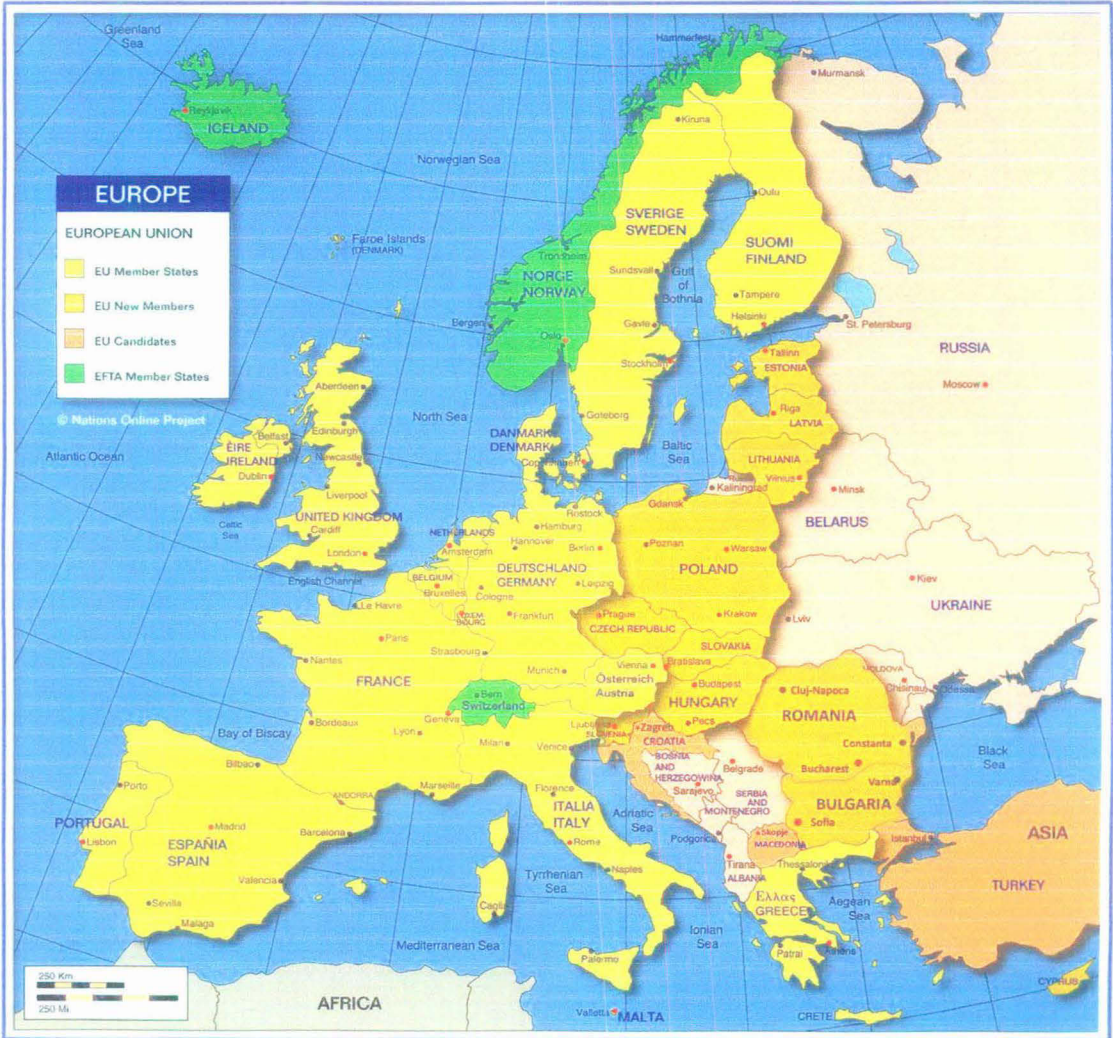 Greenland
Sea
Hammerfest
Murmansk
Reykjavik
ICELAND
Kiruna
Norwegian Sea
EUROPE
EUROPEAN UNION
EU Member States
EU New Members
EU Candidates
EFTA Member States
© Nations Online Project
Faroe Islands
(DENMARK)
Oulu
SVERIGE
SWEDEN
SUOMI
FINLAND
Trondheim
NORGE
NORWAY
Sundsvall
Gulf
of
Bothnia
Tampere
Bergen
Oslo
Gavle
Helsinki
St. Petersburg
RUSSIA
Stockholm
Tallinn
ESTONIA
Moscow
Aberdeen
North Sea
Goteborg
Riga
LATVIA
Edinburgh
DANMARK
DENMARK
Baltic
Sea
Atlantic Ocean
ÉIRE
IRELAND
Belfast
Newcastle
Copenhagen
LITHUANIA
Vilnius
Dublin
Kaliningrad
Minsk
Liverpool
Gdansk
BELARUS
Celtic
Sea
UNITED KINGDOM
Cardiff
Rostock
NETHERLANDS
Hamburg
Amsterdam
Hannover
Berlin
Poznan
Warsaw
London
English Channel
DEUTSCHLAND
GERMANY
POLAND
BELGIUM
Bruxelles
Cologne
Leipzig
Kiev
UKRAINE
Le Havre
LUXEM-
BOURG
Frankfurt
Prague
CZECH REPUBLIC
Krakow
Lviv
Paris
Strasbourg
SLOVAKIA
Nantes
Munich
Vienna
Bratislava
Österreich
Austria
MOLDOVA
Chisinau
Odessa
FRANCE
Bern
Switzerland
Budapest
HUNGARY
Cluj-Napoca
ROMANIA
Geneva
Bordeaux
Lyon
Pecs
Ljubljana
SLOVENIA
Zagreb
CROATIA
Bay of Biscay
Milan
Venice
Constanta
Black
Sea
Bilbao
BOSNIA
AND
HERZEGOWINA
Belgrade
Bucharest
Varna
Porto
Marseille
Florence
Sarajevo
SERBIA
AND
MONTENEGRO
ANDORRA
ITALIA
ITALY
BULGARIA
PORTUGAL
Madrid
Barcelona
Adriatic
Sea
Podgorica
Sofia
Skopje
MACEDONIA
Istanbul
ASIA
Lisbon
ESPAÑIA
SPAIN
Rome
Tirana
ALBANIA
Thessaloniki
Valencia
Tyrrhenian
Sea
Naples
TURKEY
Sevilla
Cagliari
Ελλας
GREECE
Aegean
Sea
Malaga
Ionian
Sea
Mediterranean Sea
Palermo
Patrai
Athens
250 Km
250 Mi
AFRICA
CYPRUS
Valletta
MALTA
CRETE